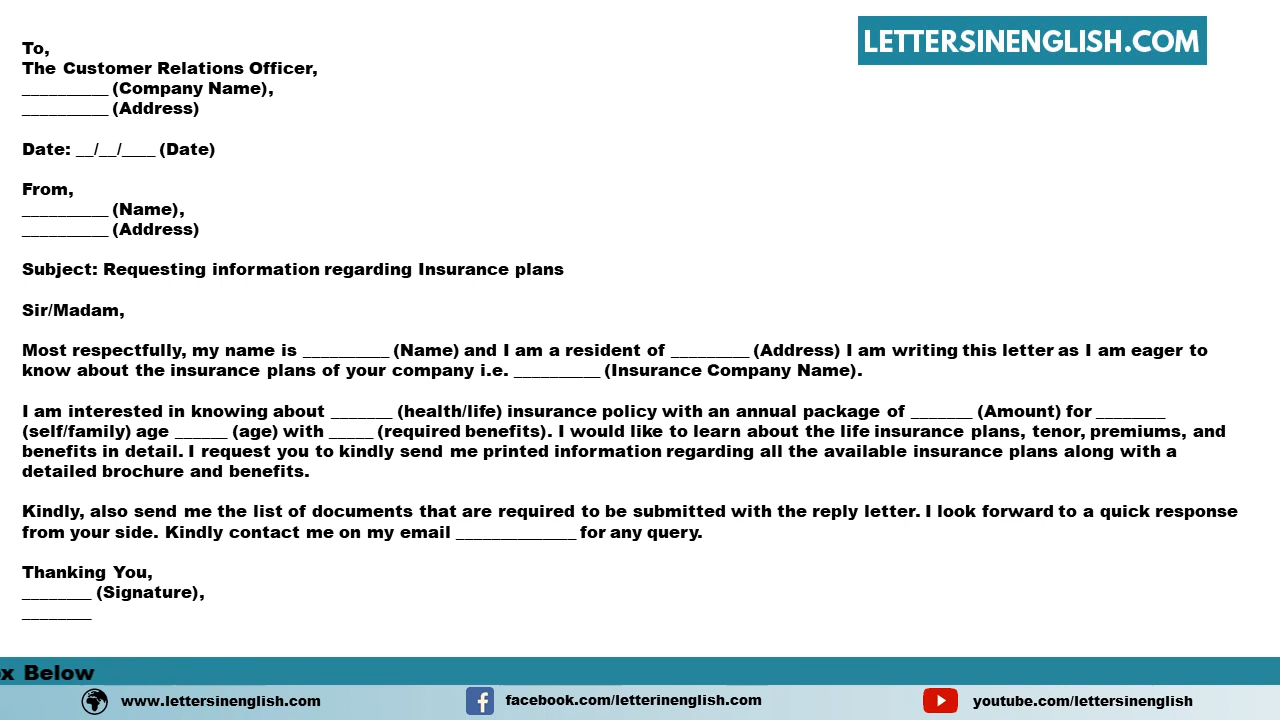 LETTERSINENGLISH.COM
To,
The Customer Relations Officer,
__________ (Company Name),
__________ (Address)
Date: __/__/____ (Date)
From,
__________ (Name),
__________ (Address)
Subject: Requesting information regarding Insurance plans
Sir/Madam,
Most respectfully, my name is __________ (Name) and I am a resident of _________ (Address) I am writing this letter as I am eager to
know about the insurance plans of your company i.e. __________ (Insurance Company Name).
I am interested in knowing about _______ (health/life) insurance policy with an annual package of _______ (Amount) for ________
(self/family) age ______ (age) with _____ (required benefits). I would like to learn about the life insurance plans, tenor, premiums, and
benefits in detail. I request you to kindly send me printed information regarding all the available insurance plans along with a
detailed brochure and benefits.
Kindly, also send me the list of documents that are required to be submitted with the reply letter. I look forward to a quick response
from your side. Kindly contact me on my email ______________ for any query.
Thanking You,
________ (Signature),
________
Below
www.lettersinenglish.com
facebook.com/letterinenglish.com
youtube.com/lettersinenglish